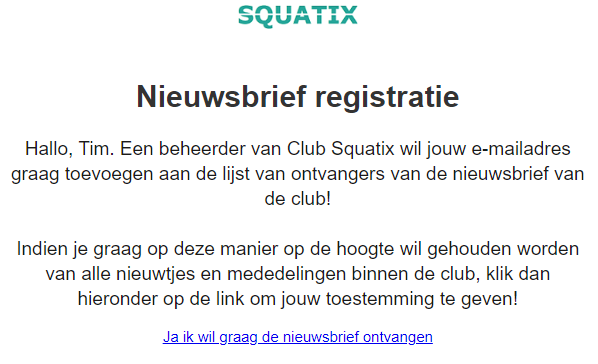 SQUATIX
Nieuwsbrief registratie
Hallo, Tim. Een beheerder van Club Squatix wil jouw e-mailadres
graag toevoegen aan de lijst van ontvangers van de nieuwsbrief van
de club!
Indien je graag op deze manier op de hoogte wil gehouden worden
van alle nieuwtjes en mededelingen binnen de club, klik dan
hieronder op de link om jouw toestemming te geven!
Ja ik wil graag de nieuwsbrief ontvangen